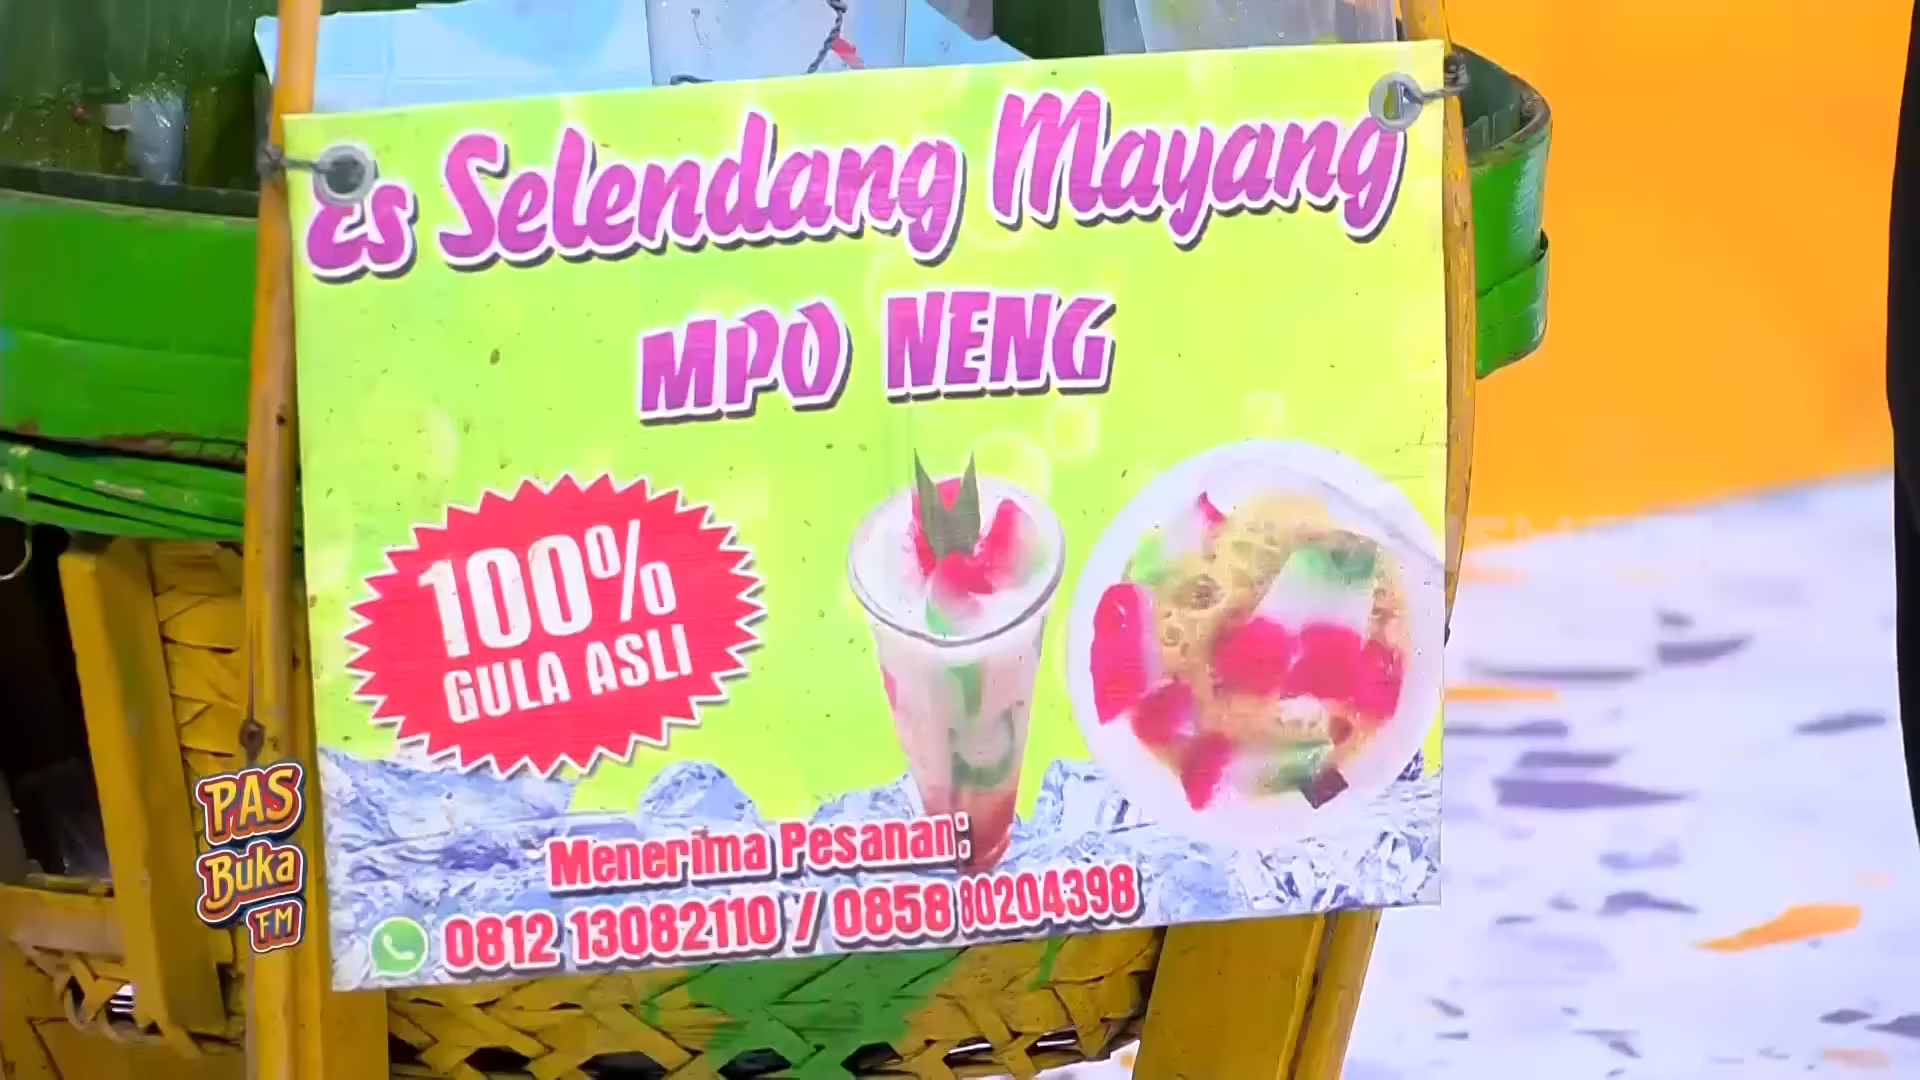 Es Selendang Mayang
MPO NENG
100%
GULA ASLI
Menerima Pesanan:
0812 13082110 / 0858 80204398
PAS
Buka
FM